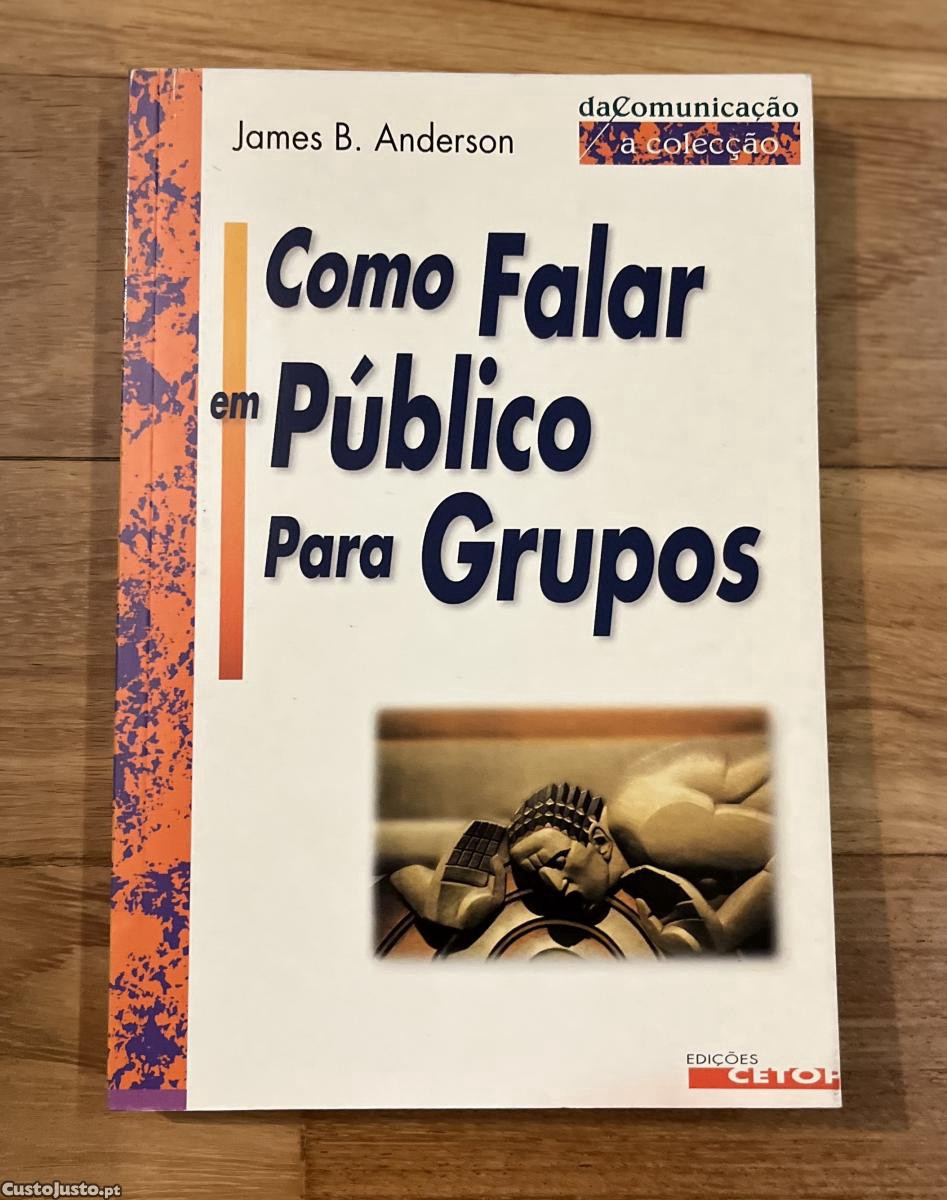 James B. Anderson
daComunicação
a colecção
Como Falar
em Público
Para Grupos
EDIÇÕES
CETOP
CustoJusto.pt